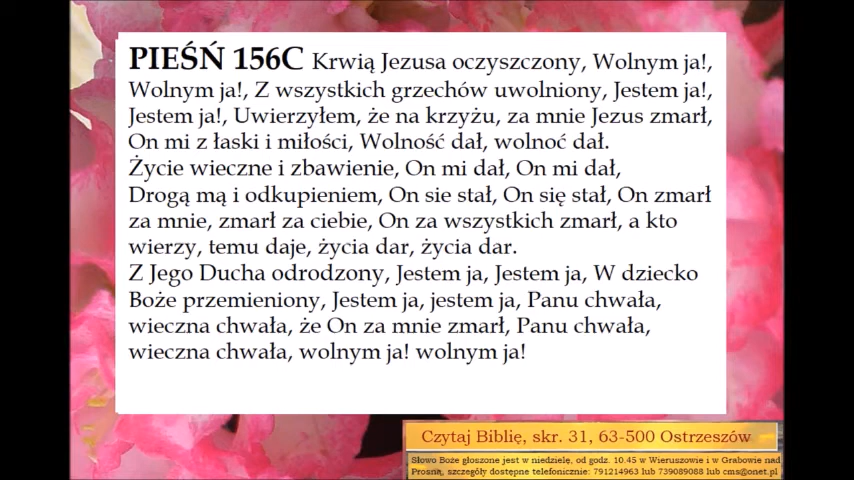 PIEŚŃ 156C Krwią Jezusa oczyszczony, Wolnym ja!,
Wolnym ja!, Z wszystkich grzechów uwolniony, Jestem ja!,
Jestem ja!, Uwierzyłem, że na krzyżu, za mnie Jezus zmarł,
On mi z łaski i miłości, Wolność dał, wolnoć dał.
Życie wieczne i zbawienie, On mi dał, On mi dał,
Drogą mą i odkupieniem, On sie stał, On się stał, On zmarł
za mnie, zmarł za ciebie, On za wszystkich zmarł, a kto
wierzy, temu daje, życia dar, życia dar.
Z Jego Ducha odrodzony, Jestem ja, Jestem ja, W dziecko
Boże przemieniony, Jestem ja, jestem ja, Panu chwała,
wieczna chwała, że On za mnie zmarł, Panu chwała,
wieczna chwała, wolnym ja! wolnym ja!
Czytaj Biblię, skr. 31, 63-500 Ostrzeszów
Słowo Boże głoszone jest w niedzielę, od godz. 10.45 w Wieruszowie i w Grabowie nad
Prosną, szczegóły dostępne telefonicznie: 791214963 lub 739089088 lub cms@onet.pl